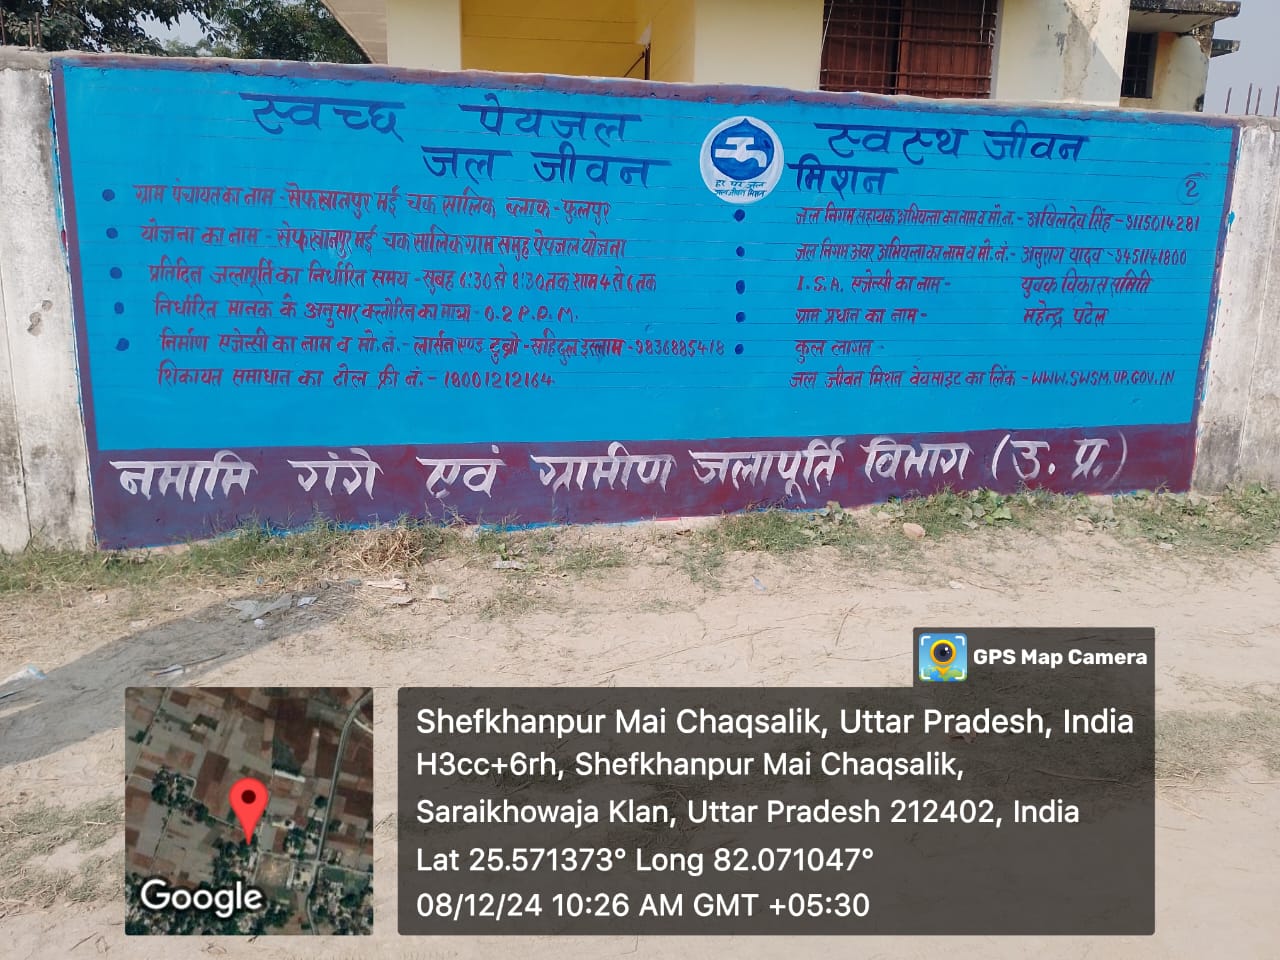 स्वच्छ पेयजल स्वस्थ जीवन
जल जीवन मिशन
हर घर जल
जल जीवन मिशन
2
ग्राम पंचायत का नाम - सेफखानपुर मई चक सालिक ब्लाक - फुलपुर
योजना का नाम - सेफखानपुर मई चक सालिक ग्राम समुह पेयजल योजना
प्रतिदिन जलापूर्ति का निर्धारित समय - सुबह 6:30 से 8:30 तक शाम 4 से 6 तक
निर्धारित मानक के अनुसार क्लोरिन का मात्रा - 0.2 P.P.M.
निर्माण एजेन्सी का नाम व मो. नं. - लार्सन एण्ड टुब्रो - सहिदुल इस्लाम - 9836885418
शिकायत समाधान का टोल फ्री नं. - 18001212164
जल निगम सहायक अभियन्ता का नाम व मो. नं. - अखिलदेव सिंह - 9115014281
जल निगम अवर अभियन्ता का नाम व मो. नं. - अनुराग यादव - 9451141800
I.S.A. एजेन्सी का नाम - युवक विकास समिति
ग्राम प्रधान का नाम - महेन्द्र पटेल
कुल लागत -
जल जीवन मिशन वेबसाइट का लिंक - WWW.SWSM.UP.GOV.IN
नमामि गंगे एवं ग्रामीण जलापूर्ति विभाग (उ. प्र.)
GPS Map Camera
Shefkhanpur Mai Chaqsalik, Uttar Pradesh, India
H3cc+6rh, Shefkhanpur Mai Chaqsalik,
Saraikhowaja Klan, Uttar Pradesh 212402, India
Lat 25.571373° Long 82.071047°
08/12/24 10:26 AM GMT +05:30
Google